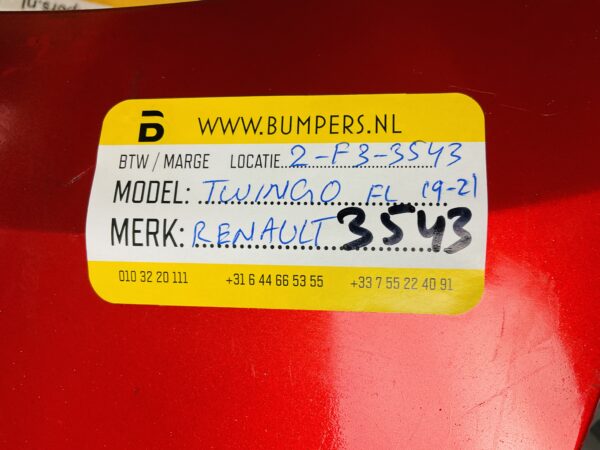 WWW.BUMPERS.NL
BTW / MARGE LOCATIE 2-F3-3543
MODEL: TWINGO FL 19-21
MERK: RENAULT 3543
010 32 20 111 +31 6 44 66 53 55 +33 7 55 22 40 91